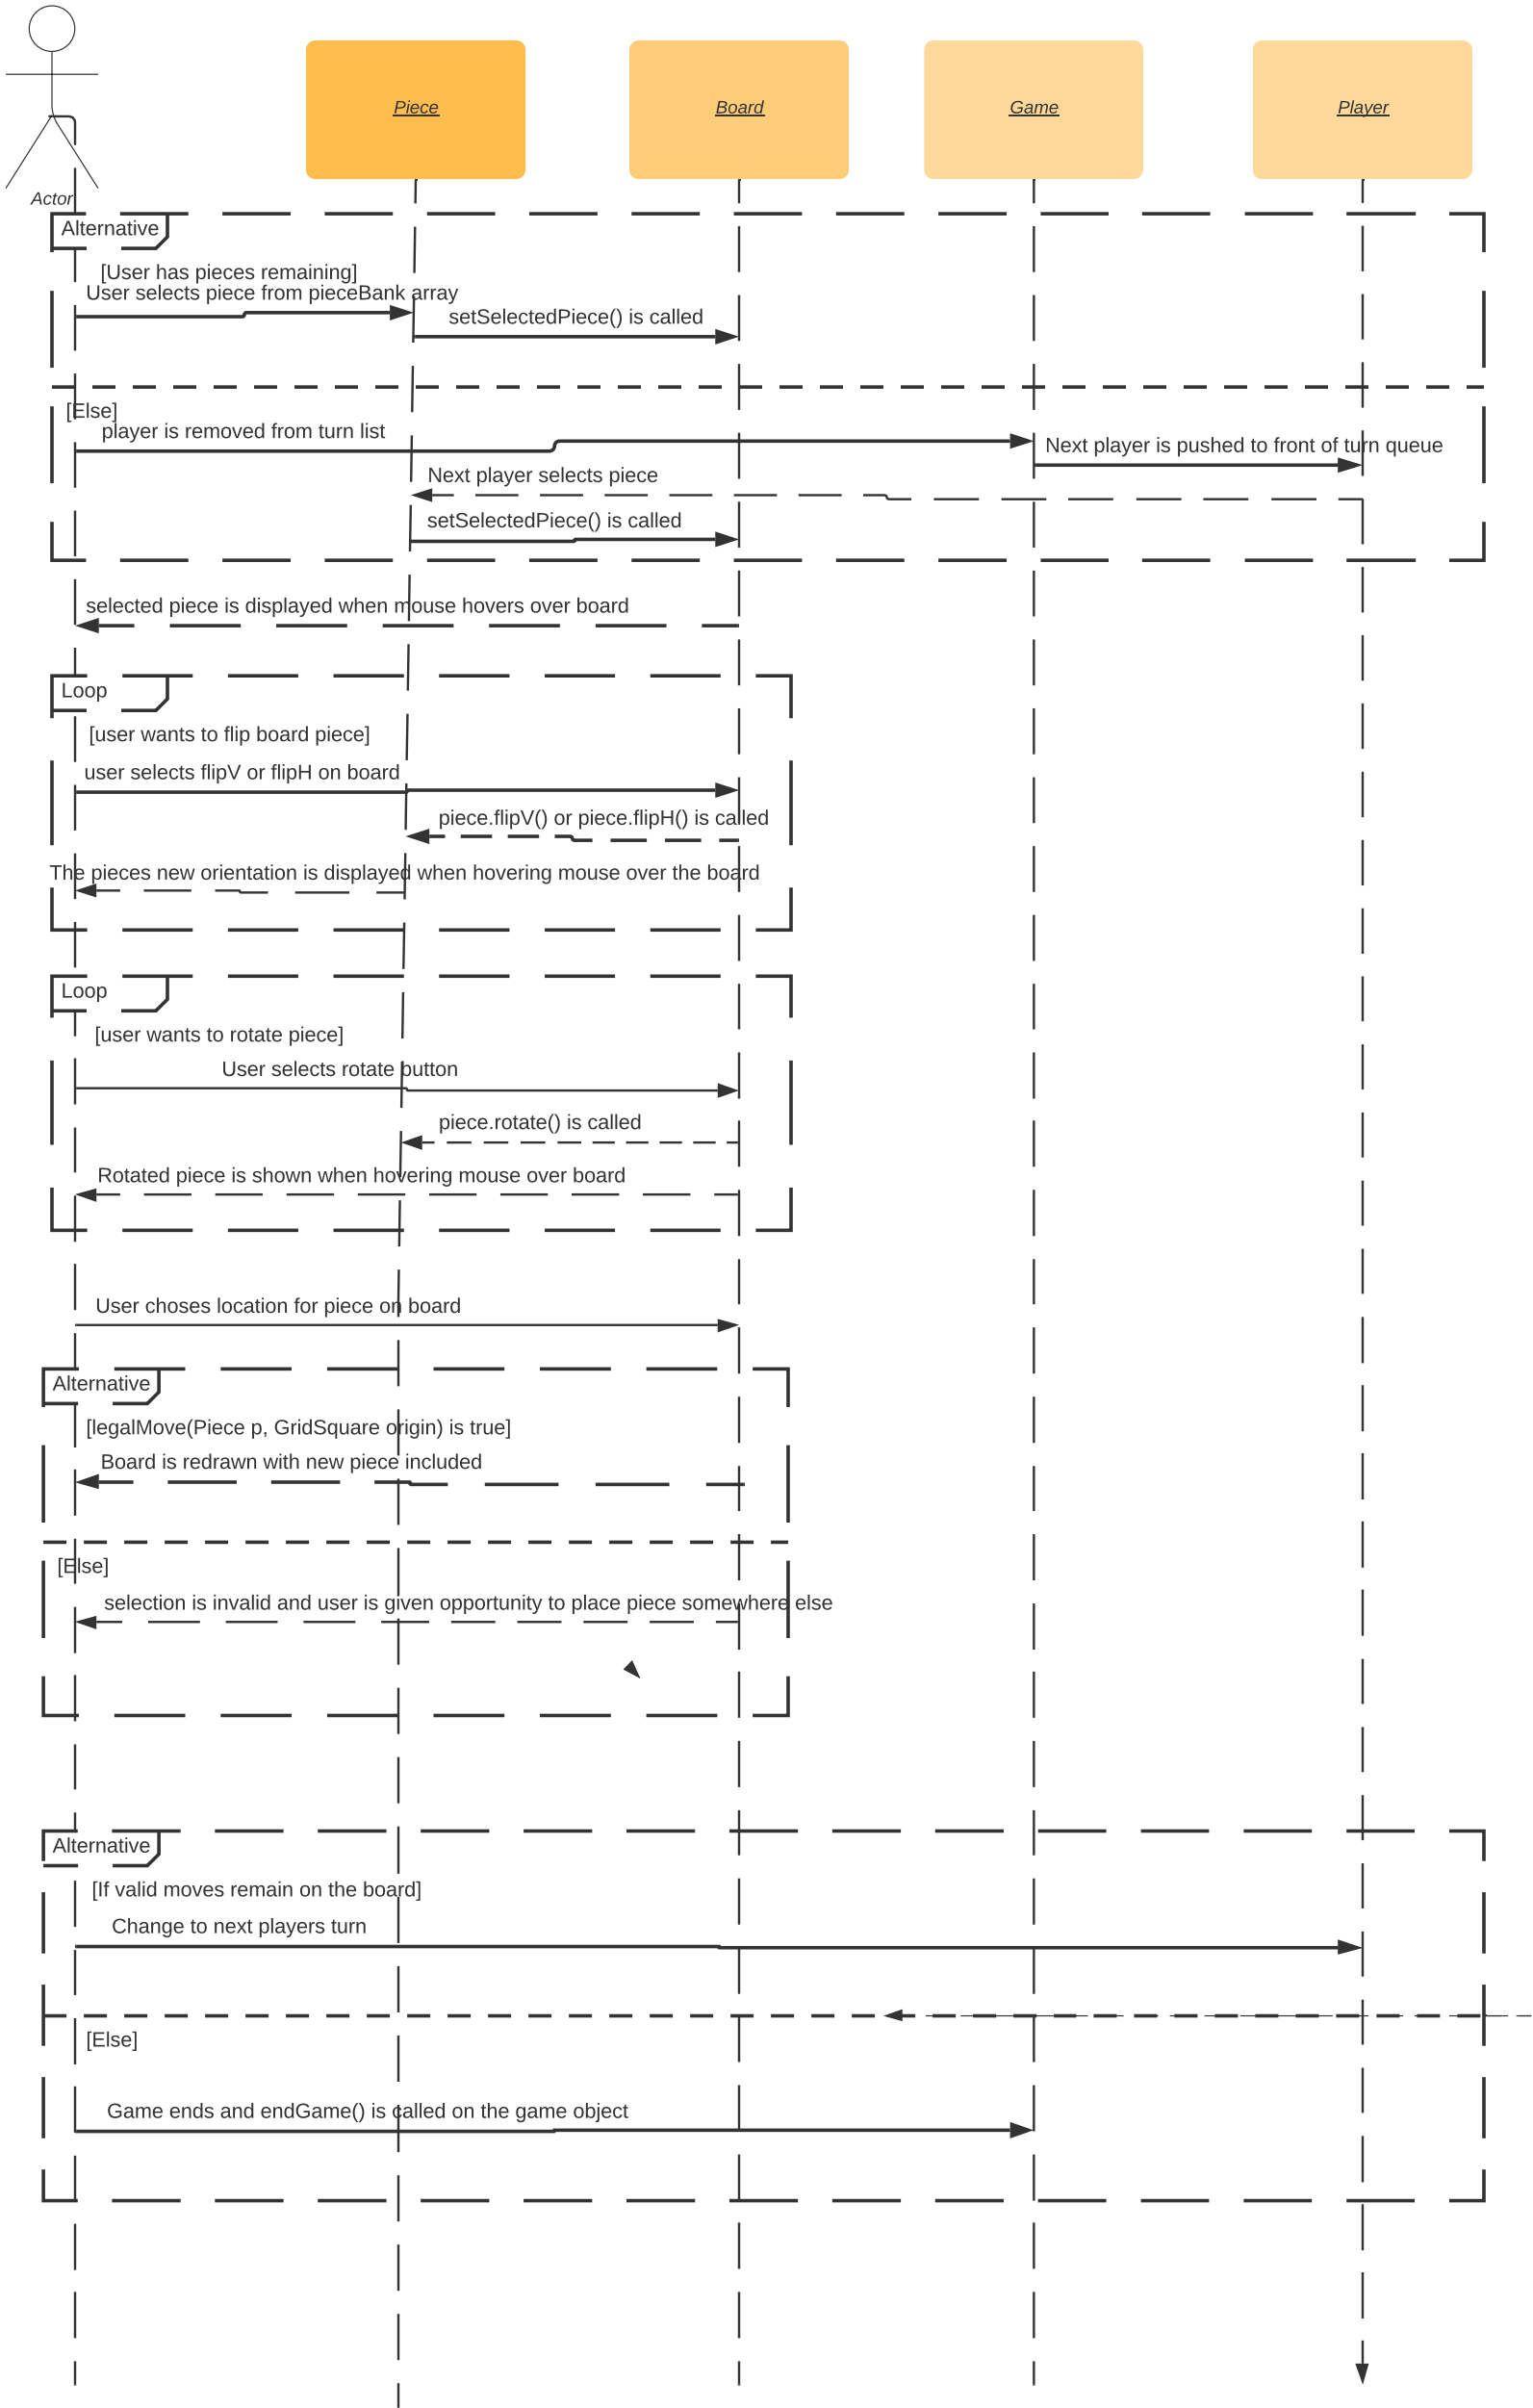 Piece
Board
Game
Player
Actor
Alternative
[User has pieces remaining]
User selects piece from pieceBank array
setSelectedPiece() is called
[Else]
player is removed from turn list
Next player is pushed to front of turn queue
Next player selects piece
setSelectedPiece() is called
selected piece is displayed when mouse hovers over board
Loop
[user wants to flip board piece]
user selects flipV or flipH on board
piece.flipV() or piece.flipH() is called
The pieces new orientation is displayed when hovering mouse over the board
Loop
[user wants to rotate piece]
User selects rotate button
piece.rotate() is called
Rotated piece is shown when hovering mouse over board
User choses location for piece on board
Alternative
[legalMove(Piece p, GridSquare origin) is true]
Board is redrawn with new piece included
[Else]
selection is invalid and user is given opportunity to place piece somewhere else
Alternative
[If valid moves remain on the board]
Change to next players turn
[Else]
Game ends and endGame() is called on the game object